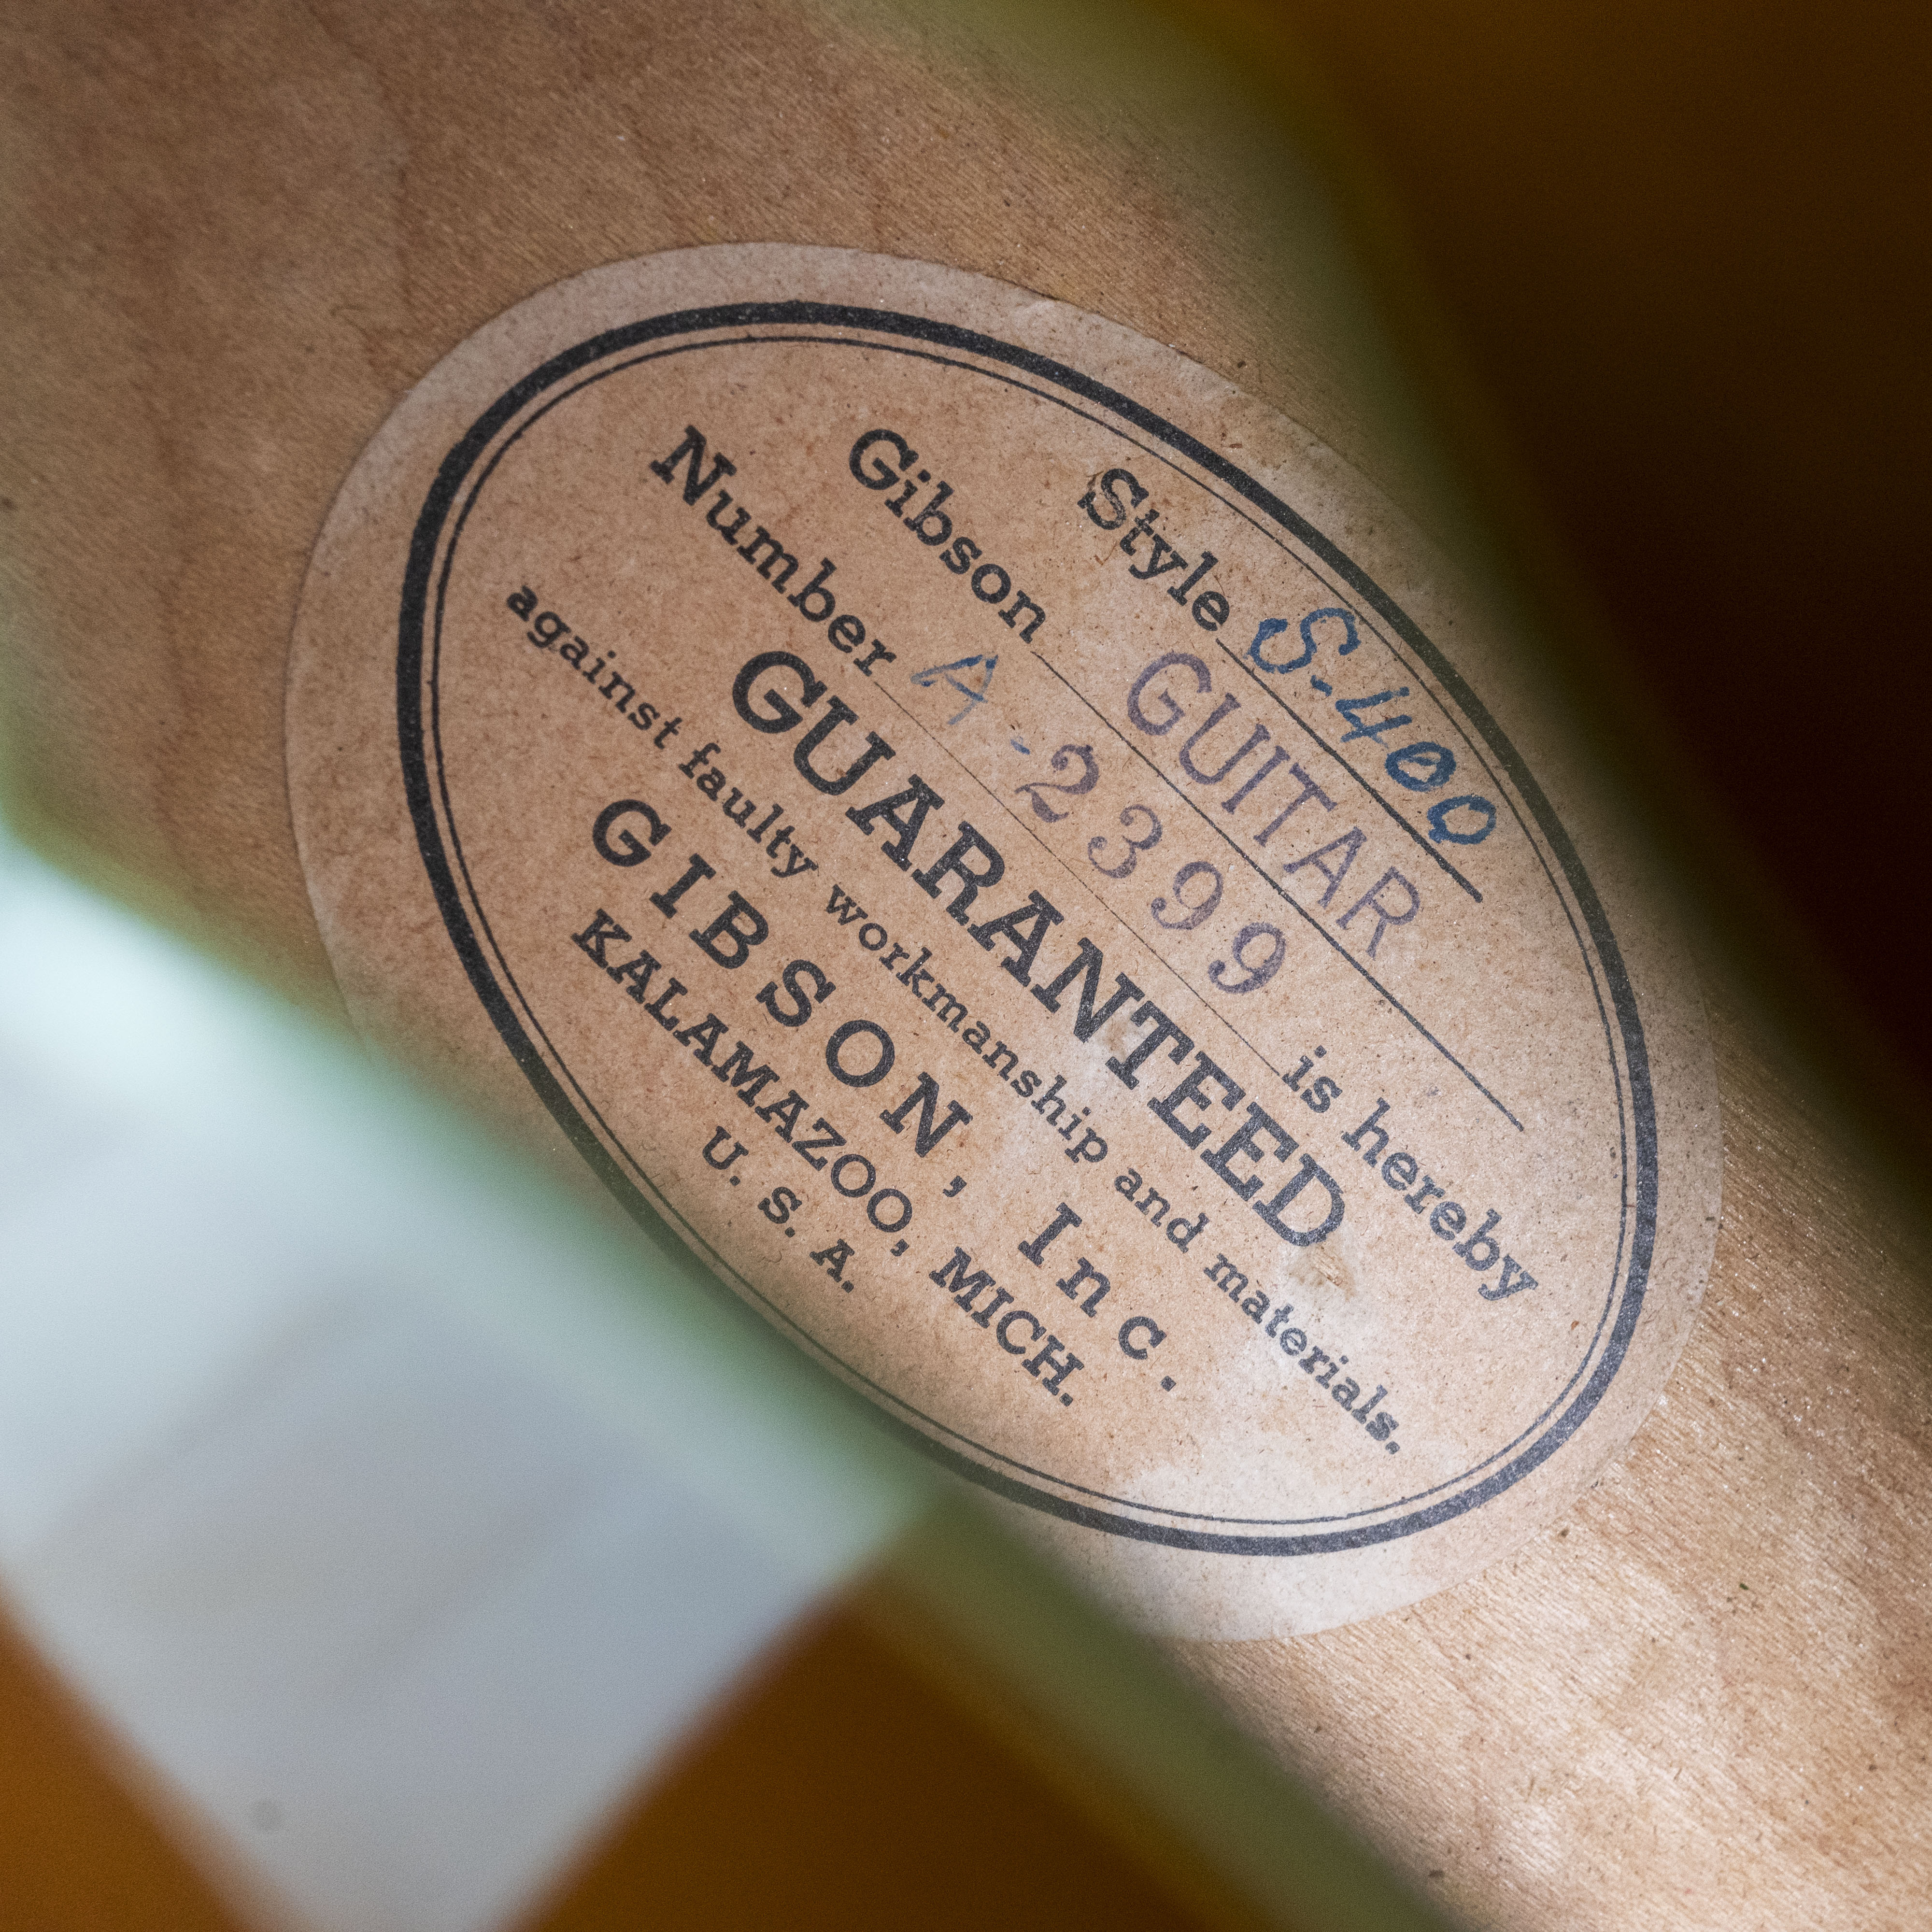 Style S-400
Gibson GUITAR
Number A-2399 is hereby
GUARANTEED
against faulty workmanship and materials.
GIBSON, Inc.
KALAMAZOO, MICH.
U. S. A.